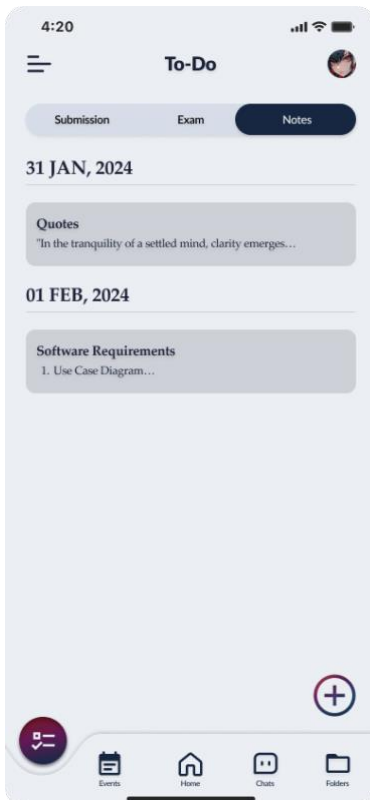 4:20
To-Do
Submission Exam Notes
31 JAN, 2024
Quotes
"In the tranquility of a settled mind, clarity emerges...
01 FEB, 2024
Software Requirements
1. Use Case Diagram...
Events Home Chats Folders